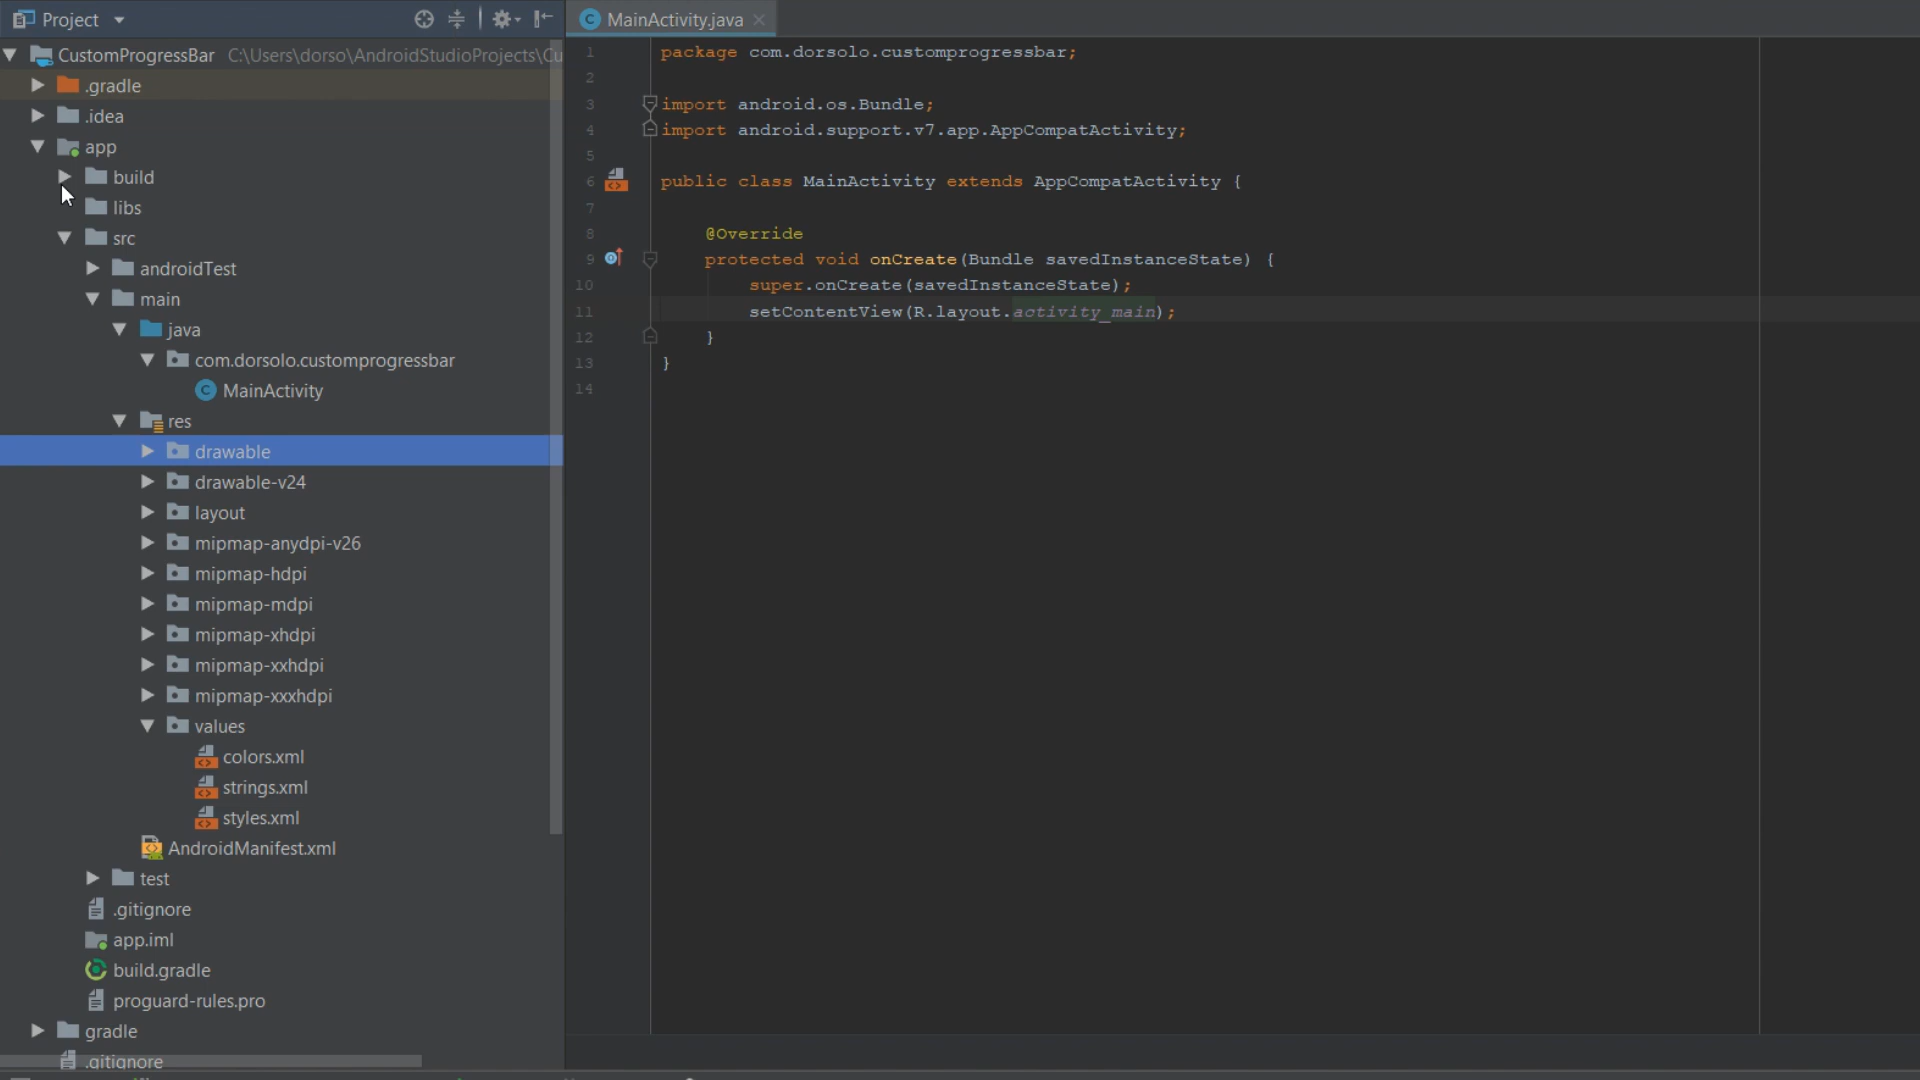 Project
CustomProgressBar C:\Users\dorso\AndroidStudioProjects\Cu
.gradle
.idea
app
build
libs
src
androidTest
main
java
com.dorsolo.customprogressbar
MainActivity
res
drawable
drawable-v24
layout
mipmap-anydpi-v26
mipmap-hdpi
mipmap-mdpi
mipmap-xhdpi
mipmap-xxhdpi
mipmap-xxxhdpi
values
colors.xml
strings.xml
styles.xml
AndroidManifest.xml
test
.gitignore
app.iml
build.gradle
proguard-rules.pro
gradle
.gitignore
MainActivity.java
1 package com.dorsolo.customprogressbar;
2
3 import android.os.Bundle;
4 import android.support.v7.app.AppCompatActivity;
5
6 public class MainActivity extends AppCompatActivity {
7
8 @Override
9 protected void onCreate(Bundle savedInstanceState) {
10 super.onCreate(savedInstanceState);
11 setContentView(R.layout.activity_main);
12 }
13 }
14